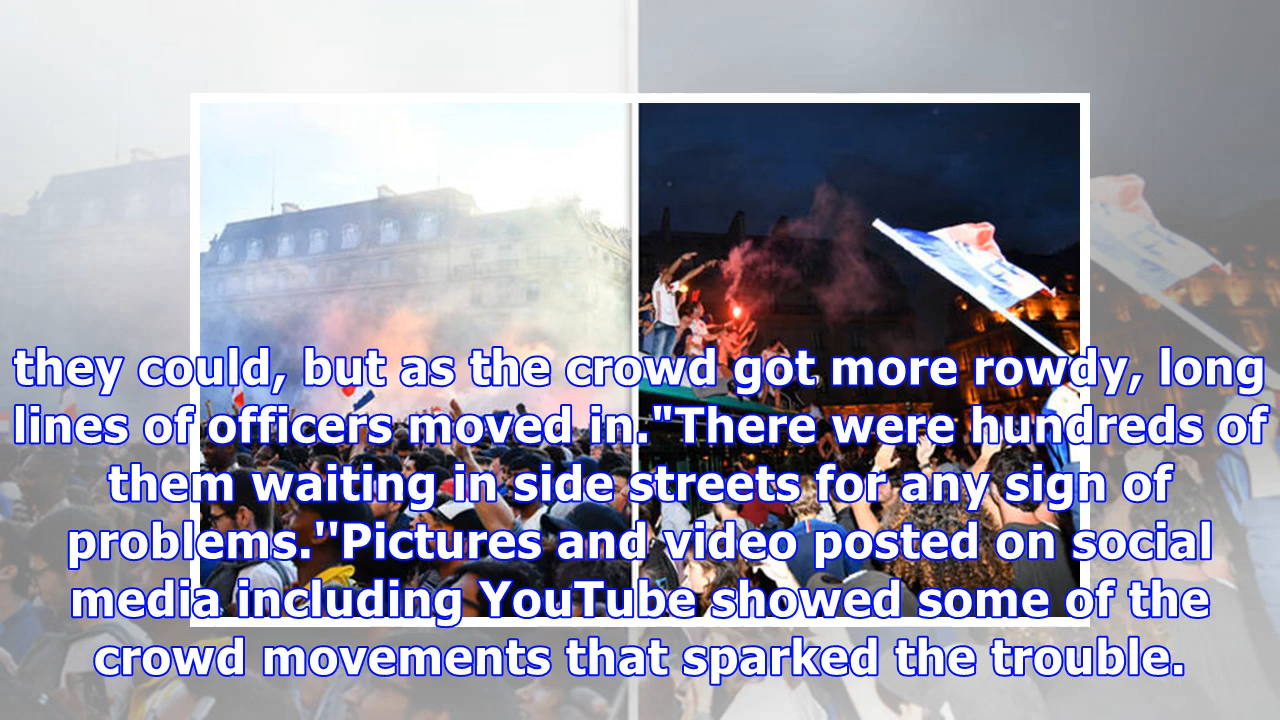 they could, but as the crowd got more rowdy, long
lines of officers moved in."There were hundreds of
them waiting in side streets for any sign of
problems.''Pictures and video posted on social
media including YouTube showed some of the
crowd movements that sparked the trouble.